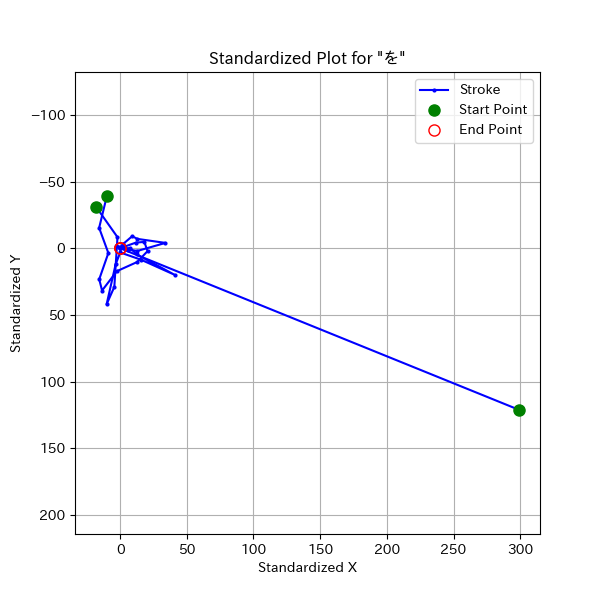 Standardized Plot for "を"
Stroke
Start Point
End Point
−100
−50
0
50
100
150
200
Standardized Y
0
50
100
150
200
250
300
Standardized X